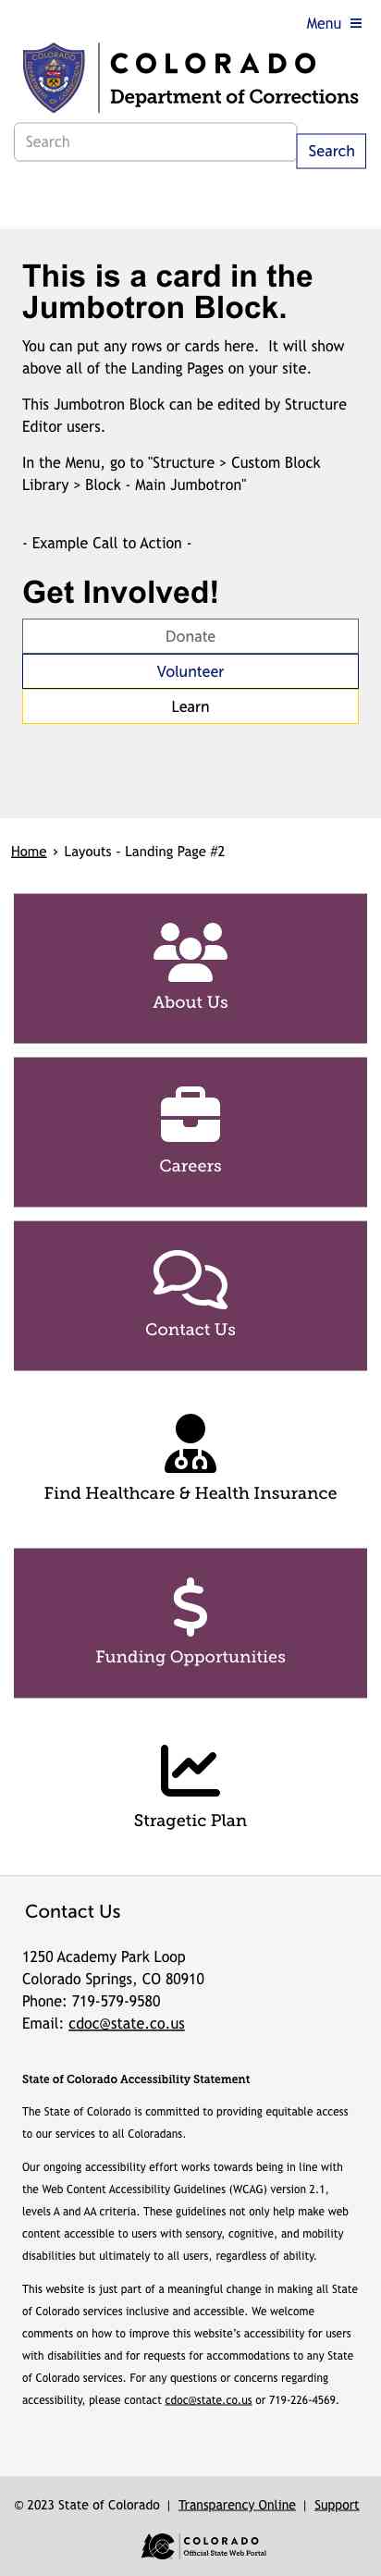 Menu
COLORADO
Department of Corrections
Search
Search
This is a card in the
Jumbotron Block.
You can put any rows or cards here.  It will show
above all of the Landing Pages on your site.
This Jumbotron Block can be edited by Structure
Editor users.
In the Menu, go to "Structure > Custom Block
Library > Block - Main Jumbotron"
- Example Call to Action -
Get Involved!
Donate
Volunteer
Learn
Home › Layouts - Landing Page #2
About Us
Careers
Contact Us
Find Healthcare & Health Insurance
Funding Opportunities
Stragetic Plan
Contact Us
1250 Academy Park Loop
Colorado Springs, CO 80910
Phone: 719-579-9580
Email: cdoc@state.co.us
State of Colorado Accessibility Statement
The State of Colorado is committed to providing equitable access
to our services to all Coloradans.
Our ongoing accessibility effort works towards being in line with
the Web Content Accessibility Guidelines (WCAG) version 2.1,
levels A and AA criteria. These guidelines not only help make web
content accessible to users with sensory, cognitive, and mobility
disabilities but ultimately to all users, regardless of ability.
This website is just part of a meaningful change in making all State
of Colorado services inclusive and accessible. We welcome
comments on how to improve this website's accessibility for users
with disabilities and for requests for accommodations to any State
of Colorado services. For any questions or concerns regarding
accessibility, please contact cdoc@state.co.us or 719-226-4569.
© 2023 State of Colorado | Transparency Online | Support
COLORADO
Official State Web Portal